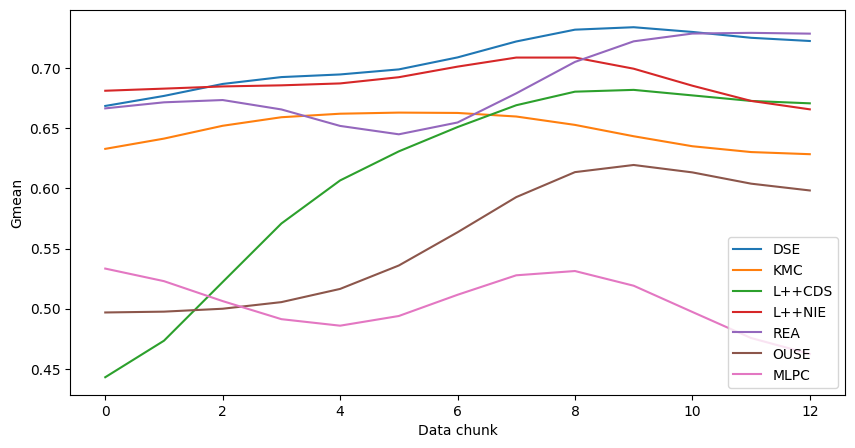 Gmean
0.70
0.65
0.60
0.55
0.50
0.45
0 2 4 6 8 10 12
Data chunk
DSE
KMC
L++CDS
L++NIE
REA
OUSE
MLPC